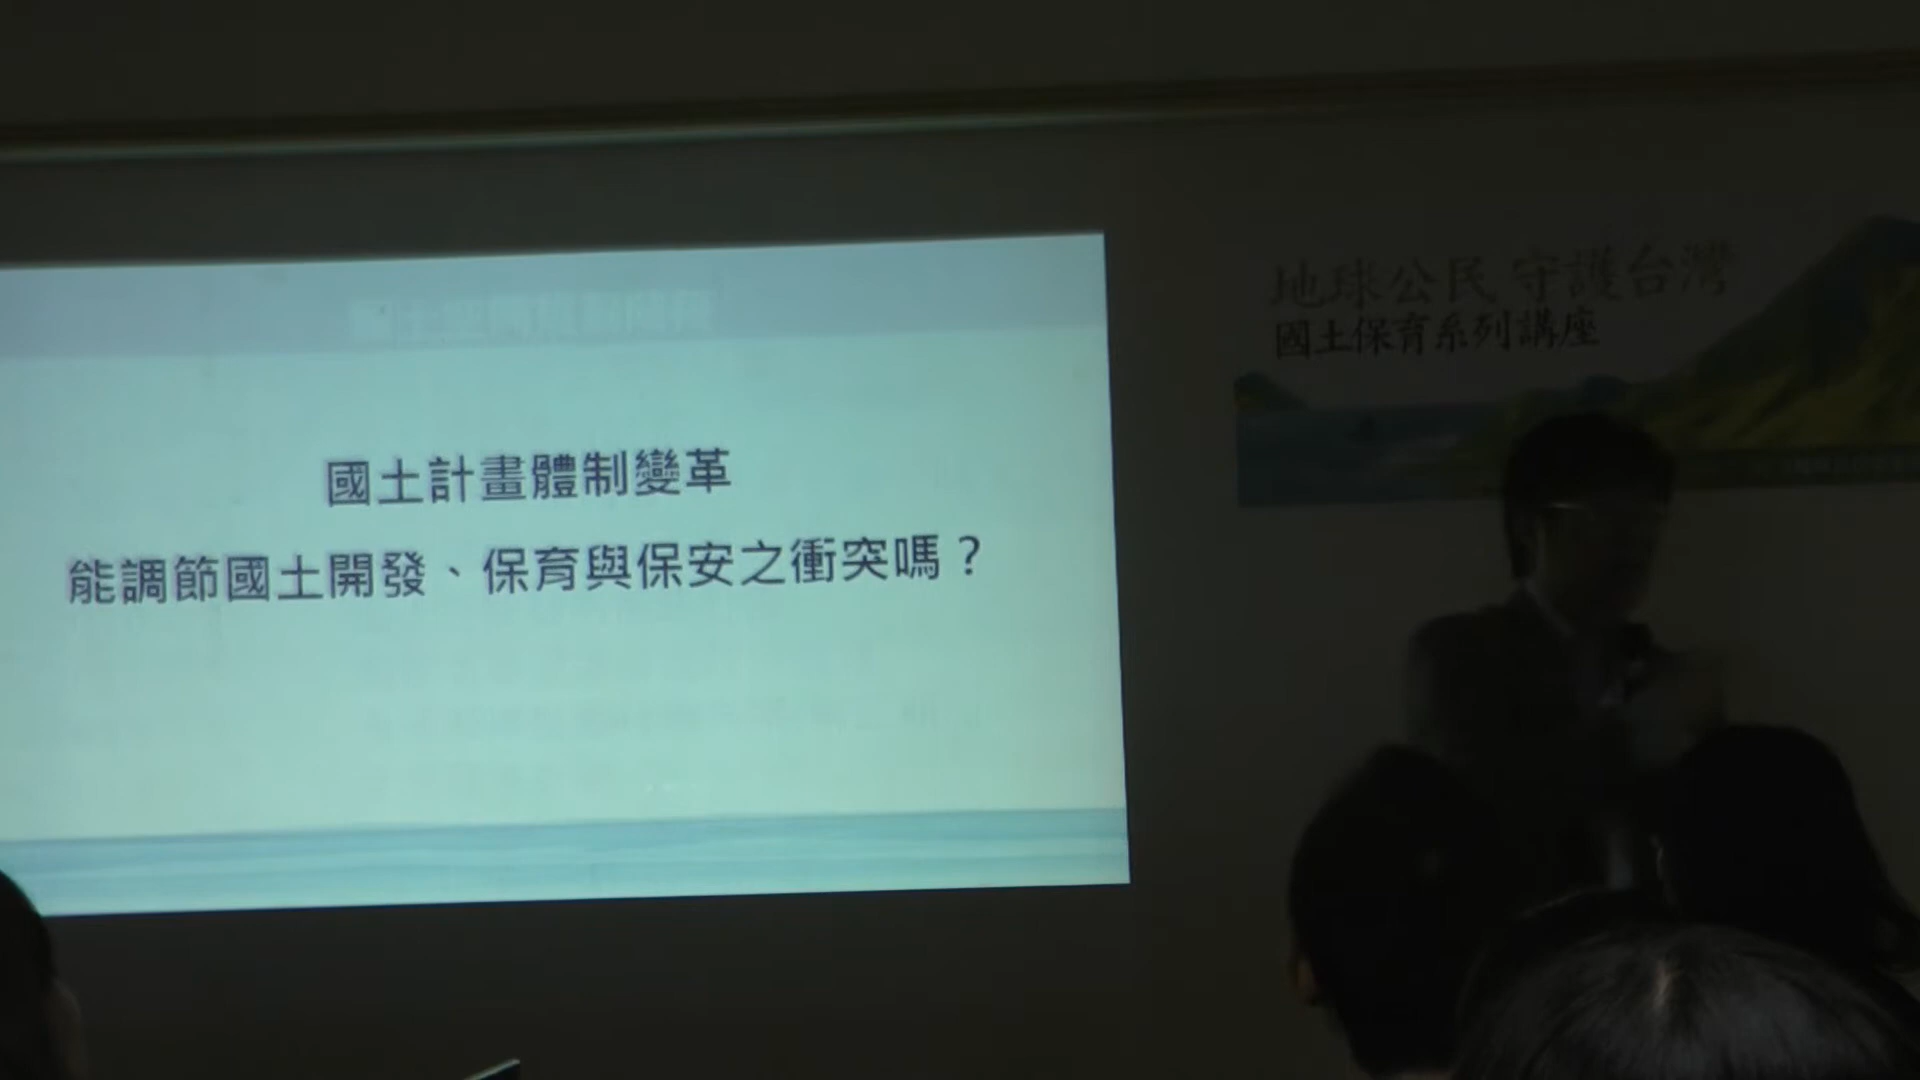 國土計畫體制變革
能調節國土開發、保育與保安之衝突嗎？
地球公民 守護台灣
國土保育系列講座